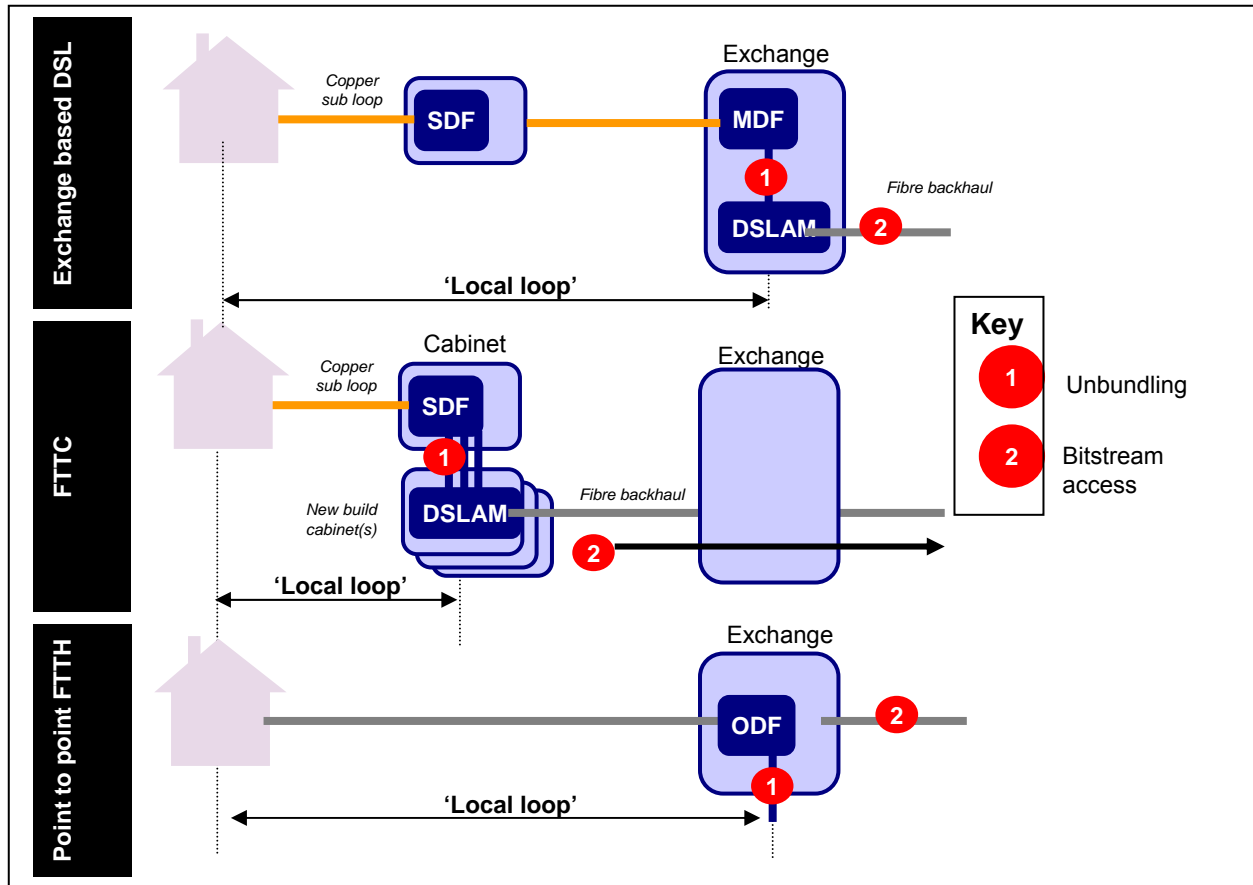 Exchange based DSL
Exchange
Copper
sub loop
SDF
MDF
1
Fibre backhaul
DSLAM
2
‘Local loop’
FTTC
Cabinet
Exchange
Copper
sub loop
SDF
1
New build
cabinet(s)
DSLAM
Fibre backhaul
2
‘Local loop’
Key
1
Unbundling
2
Bitstream
access
Point to point FTTH
Exchange
ODF
2
1
‘Local loop’